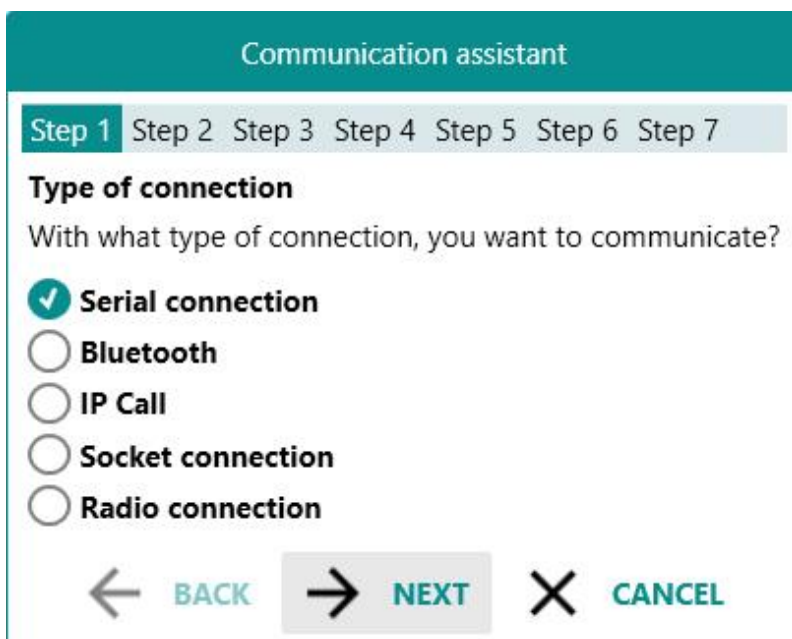 Communication assistant
Step 1 Step 2 Step 3 Step 4 Step 5 Step 6 Step 7
Type of connection
With what type of connection, you want to communicate?
Serial connection
Bluetooth
IP Call
Socket connection
Radio connection
BACK NEXT CANCEL